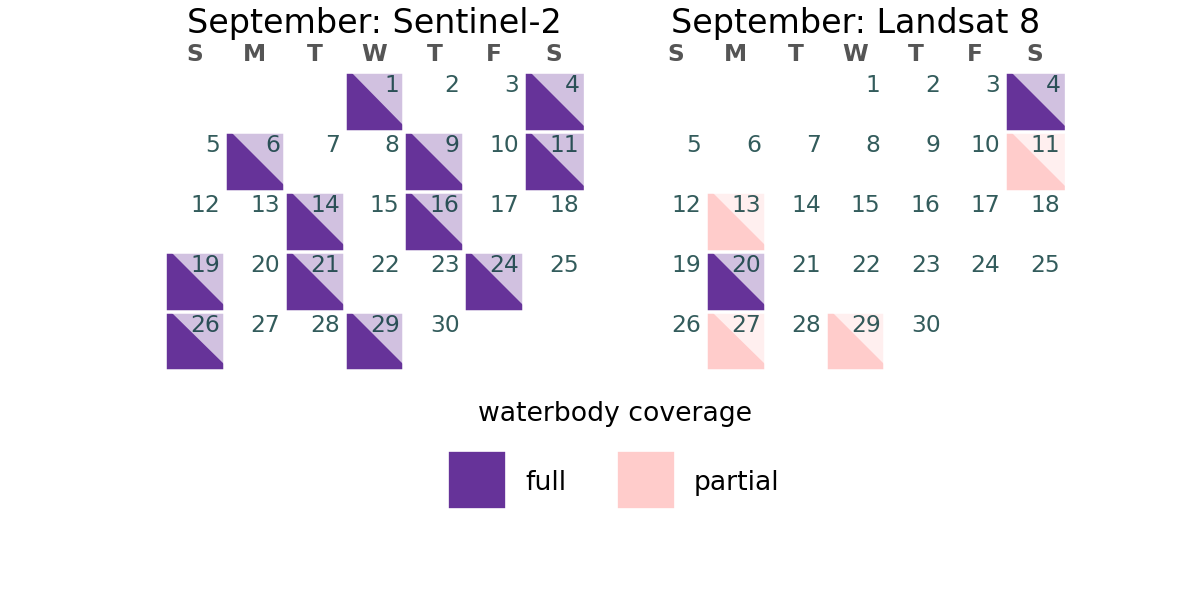 September: Sentinel-2
S M T W T F S
1 2 3 4
5 6 7 8 9 10 11
12 13 14 15 16 17 18
19 20 21 22 23 24 25
26 27 28 29 30
September: Landsat 8
S M T W T F S
1 2 3 4
5 6 7 8 9 10 11
12 13 14 15 16 17 18
19 20 21 22 23 24 25
26 27 28 29 30
waterbody coverage
full
partial